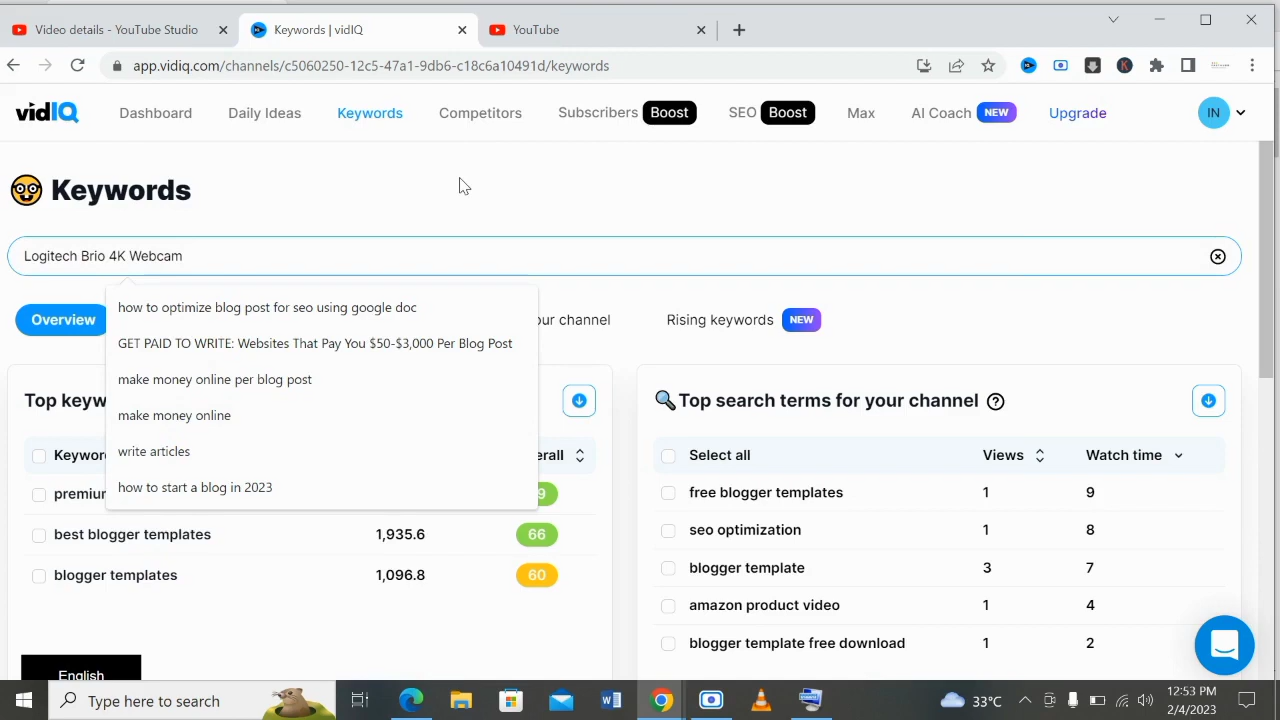 Video details - YouTube Studio
Keywords | vidIQ
YouTube
app.vidiq.com/channels/c5060250-12c5-47a1-9db6-c18c6a10491d/keywords
vidIQ
Dashboard
Daily Ideas
Keywords
Competitors
Subscribers Boost
SEO Boost
Max
AI Coach NEW
Upgrade
IN
Keywords
Logitech Brio 4K Webcam
how to optimize blog post for seo using google doc
GET PAID TO WRITE: Websites That Pay You $50-$3,000 Per Blog Post
make money online per blog post
make money online
write articles
how to start a blog in 2023
Overview
our channel
Rising keywords NEW
Top keyw
Keywor
erall
premiun
9
best blogger templates 1,935.6 66
blogger templates 1,096.8 60
Top search terms for your channel
Select all Views Watch time
free blogger templates 1 9
seo optimization 1 8
blogger template 3 7
amazon product video 1 4
blogger template free download 1 2
English
Type here to search
33°C
12:53 PM
2/4/2023